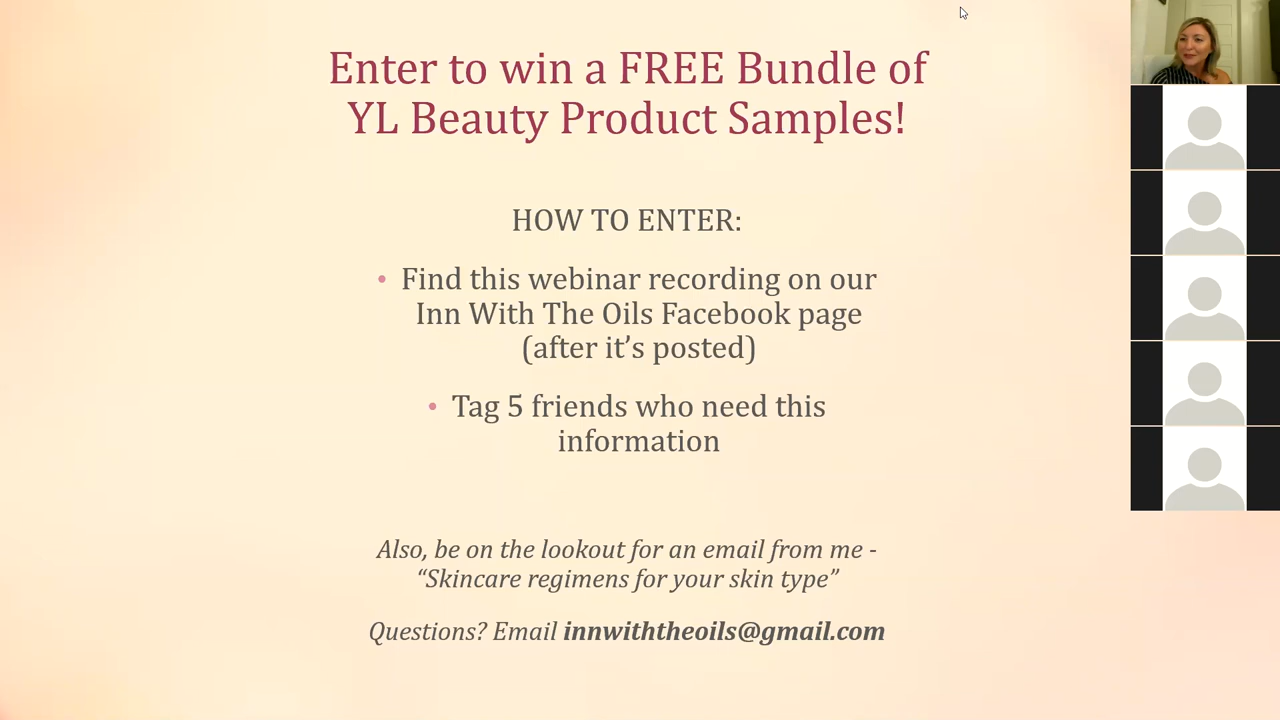 Enter to win a FREE Bundle of
YL Beauty Product Samples!
HOW TO ENTER:
• Find this webinar recording on our
Inn With The Oils Facebook page
(after it’s posted)
• Tag 5 friends who need this
information
Also, be on the lookout for an email from me -
“Skincare regimens for your skin type”
Questions? Email innwiththeoils@gmail.com